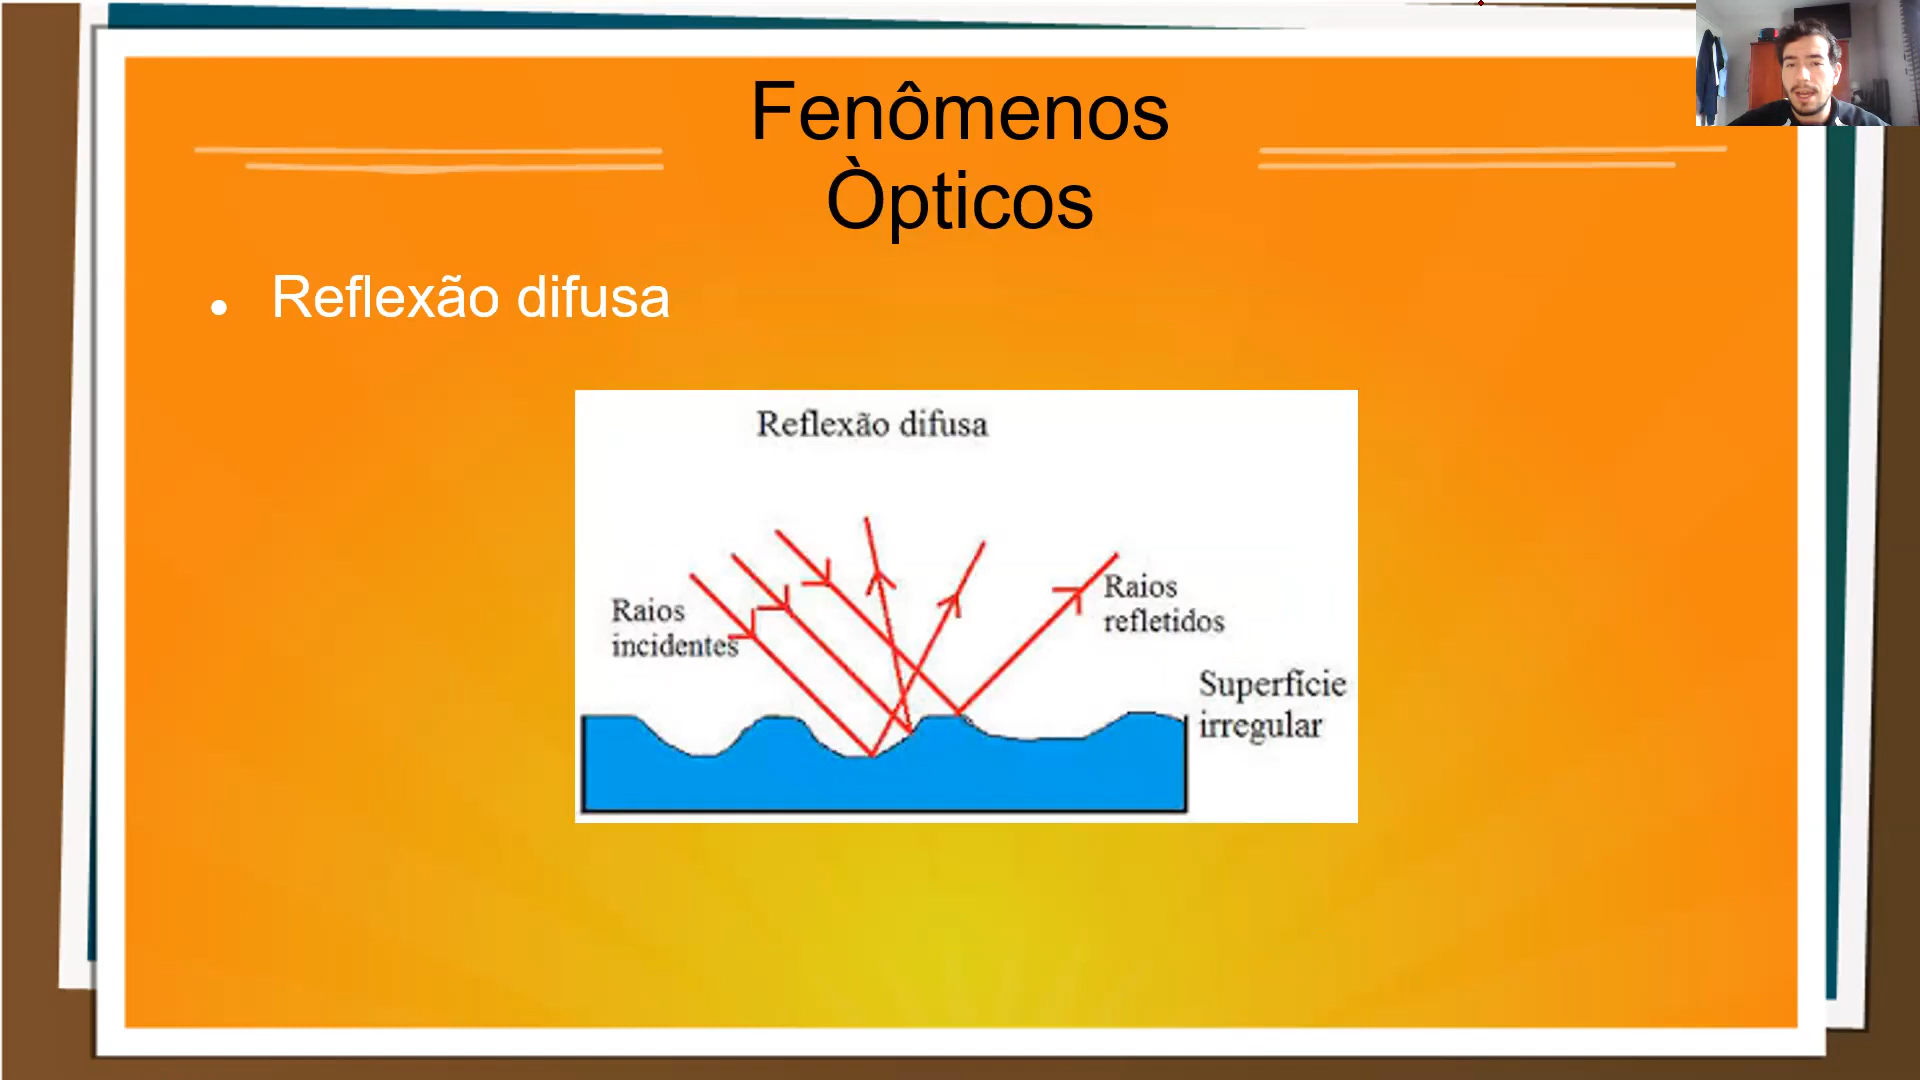 Fenômenos
Òpticos
Reflexão difusa
Reflexão difusa
Raios
incidentes
Raios
refletidos
Superfície
irregular